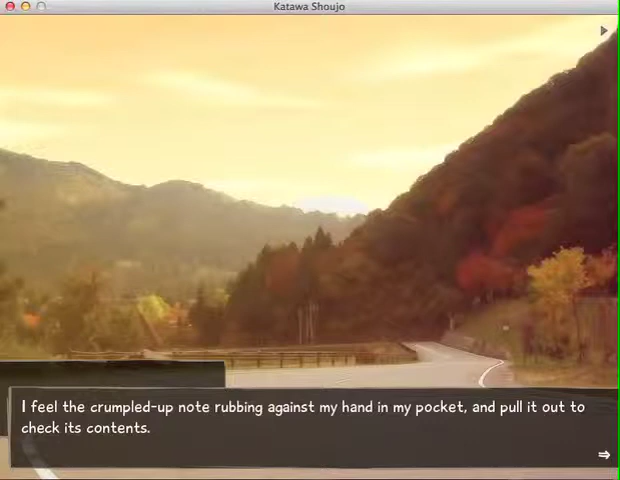 Katawa Shoujo
I feel the crumpled-up note rubbing against my hand in my pocket, and pull it out to
check its contents.